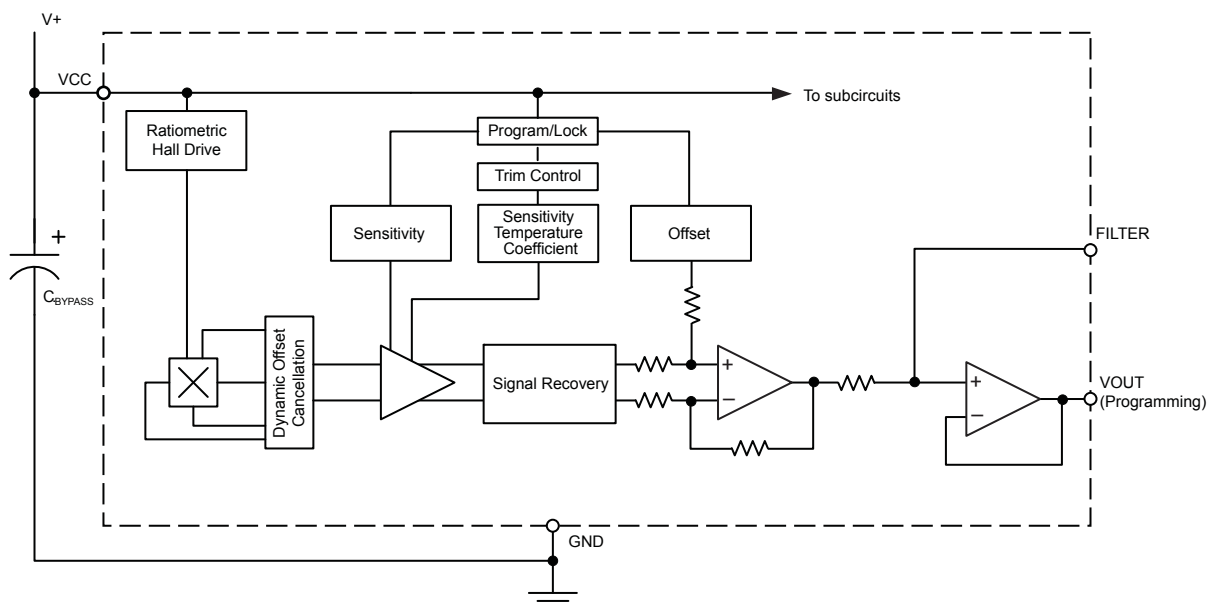 V+
VCC
To subcircuits
Ratiometric
Hall Drive
Program/Lock
Trim Control
Sensitivity
Sensitivity
Temperature
Coefficient
Offset
FILTER
+
CBYPASS
Dynamic Offset
Cancellation
Signal Recovery
+
−
+
−
VOUT
(Programming)
GND